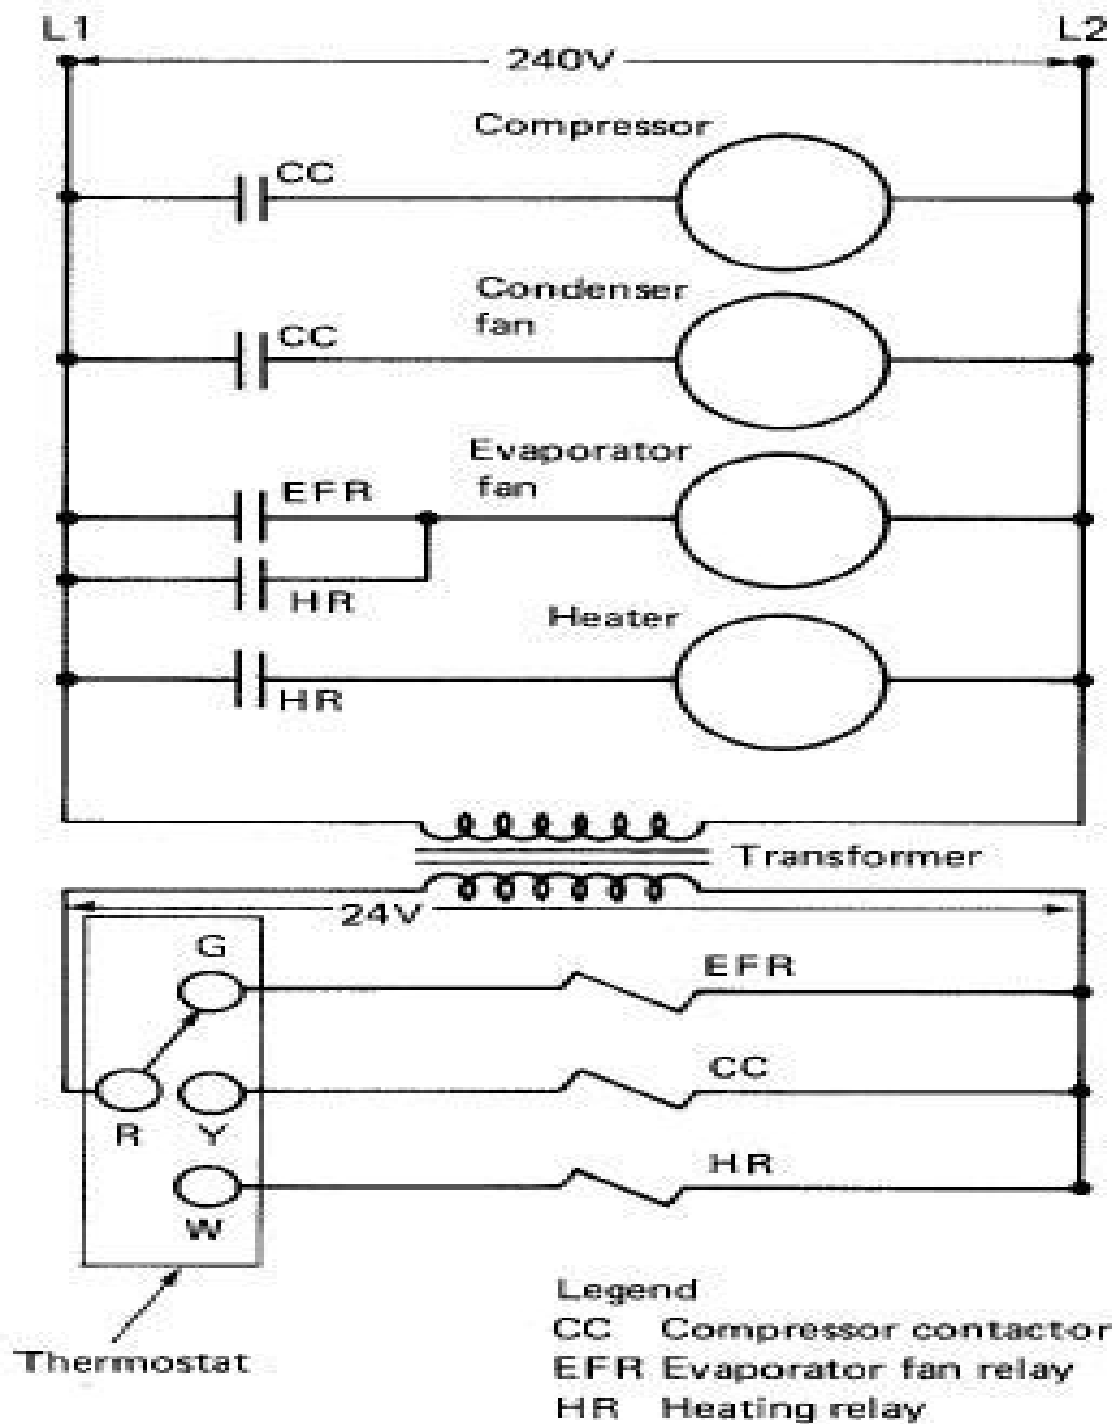 L1
L2
240V
Compressor
CC
Condenser
fan
CC
Evaporator
fan
EFR
HR
Heater
HR
Transformer
24V
G
EFR
CC
R
Y
HR
W
Thermostat
Legend
CC Compressor contactor
EFR Evaporator fan relay
HR Heating relay